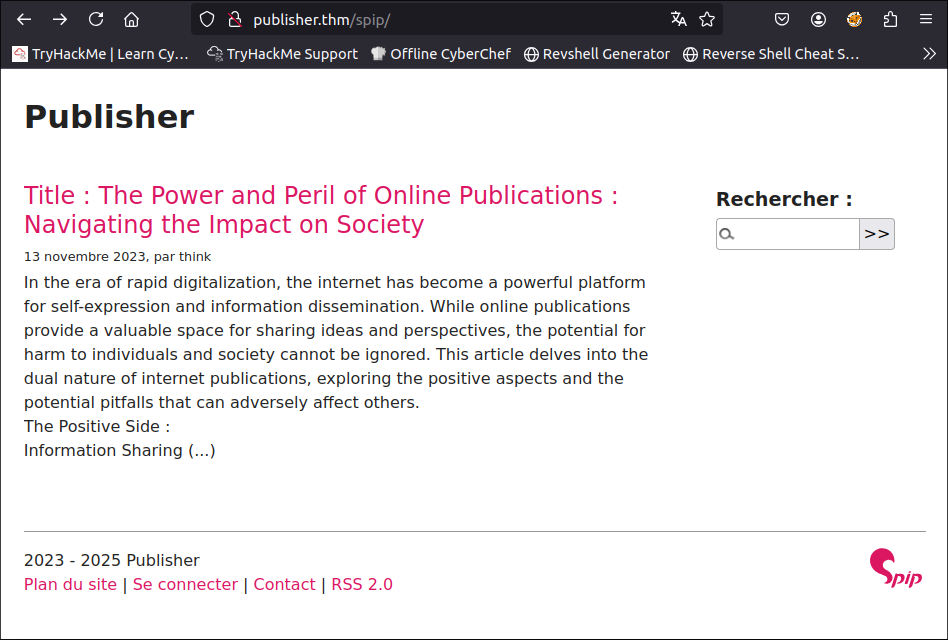 publisher.thm/spip/
TryHackMe | Learn Cy... TryHackMe Support Offline CyberChef Revshell Generator Reverse Shell Cheat S...
Publisher
Title : The Power and Peril of Online Publications :
Navigating the Impact on Society
Rechercher :
>>
13 novembre 2023, par think
In the era of rapid digitalization, the internet has become a powerful platform
for self-expression and information dissemination. While online publications
provide a valuable space for sharing ideas and perspectives, the potential for
harm to individuals and society cannot be ignored. This article delves into the
dual nature of internet publications, exploring the positive aspects and the
potential pitfalls that can adversely affect others.
The Positive Side :
Information Sharing (...)
2023 - 2025 Publisher
Plan du site | Se connecter | Contact | RSS 2.0
Spip